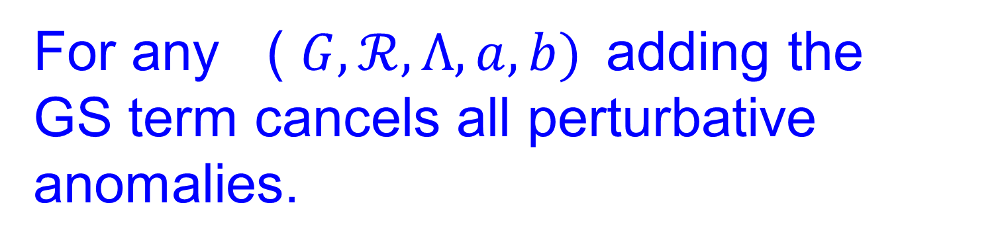 For any ( 𝐺, ℛ, Λ, 𝑎, 𝑏) adding the
GS term cancels all perturbative
anomalies.